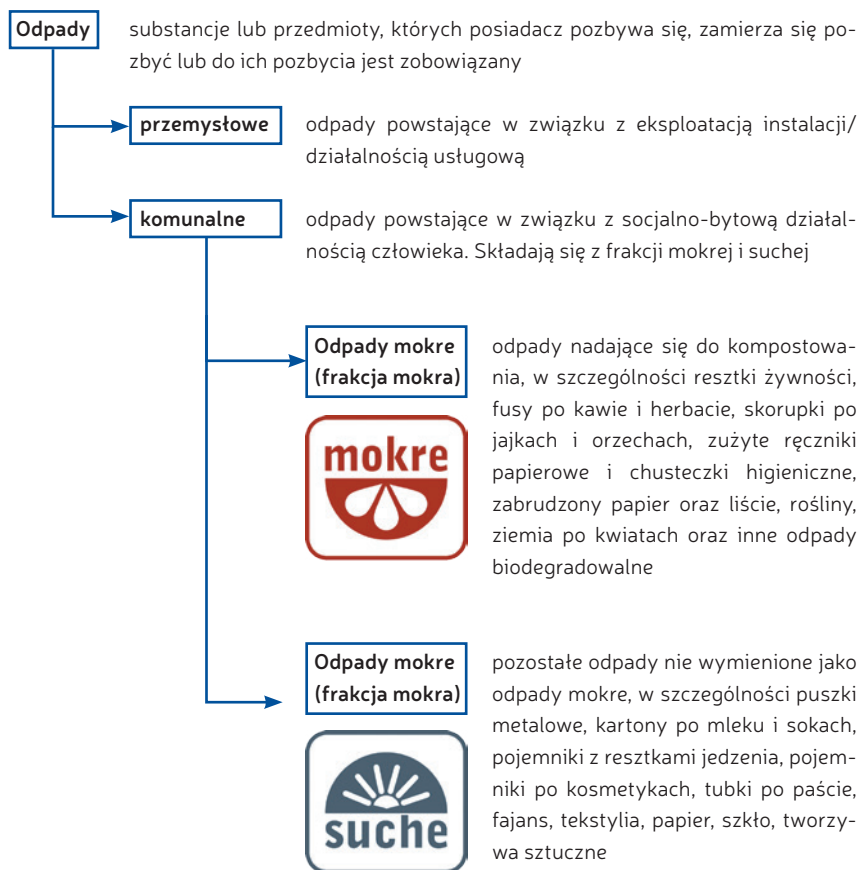 Odpady
substancje lub przedmioty, których posiadacz pozbywa się, zamierza się po-
zbyć lub do ich pozbycia jest zobowiązany
przemysłowe
odpady powstające w związku z eksploatacją instalacji/
działalnością usługową
komunalne
odpady powstające w związku z socjalno-bytową działal-
nością człowieka. Składają się z frakcji mokrej i suchej
Odpady mokre
(frakcja mokra)
mokre
odpady nadające się do kompostowa-
nia, w szczególności resztki żywności,
fusy po kawie i herbacie, skorupki po
jajkach i orzechach, zużyte ręczniki
papierowe i chusteczki higieniczne,
zabrudzony papier oraz liście, rośliny,
ziemia po kwiatach oraz inne odpady
biodegradowalne
Odpady mokre
(frakcja mokra)
suche
pozostałe odpady nie wymienione jako
odpady mokre, w szczególności puszki
metalowe, kartony po mleku i sokach,
pojemniki z resztkami jedzenia, pojem-
niki po kosmetykach, tubki po paście,
fajans, tekstylia, papier, szkło, tworzy-
wa sztuczne